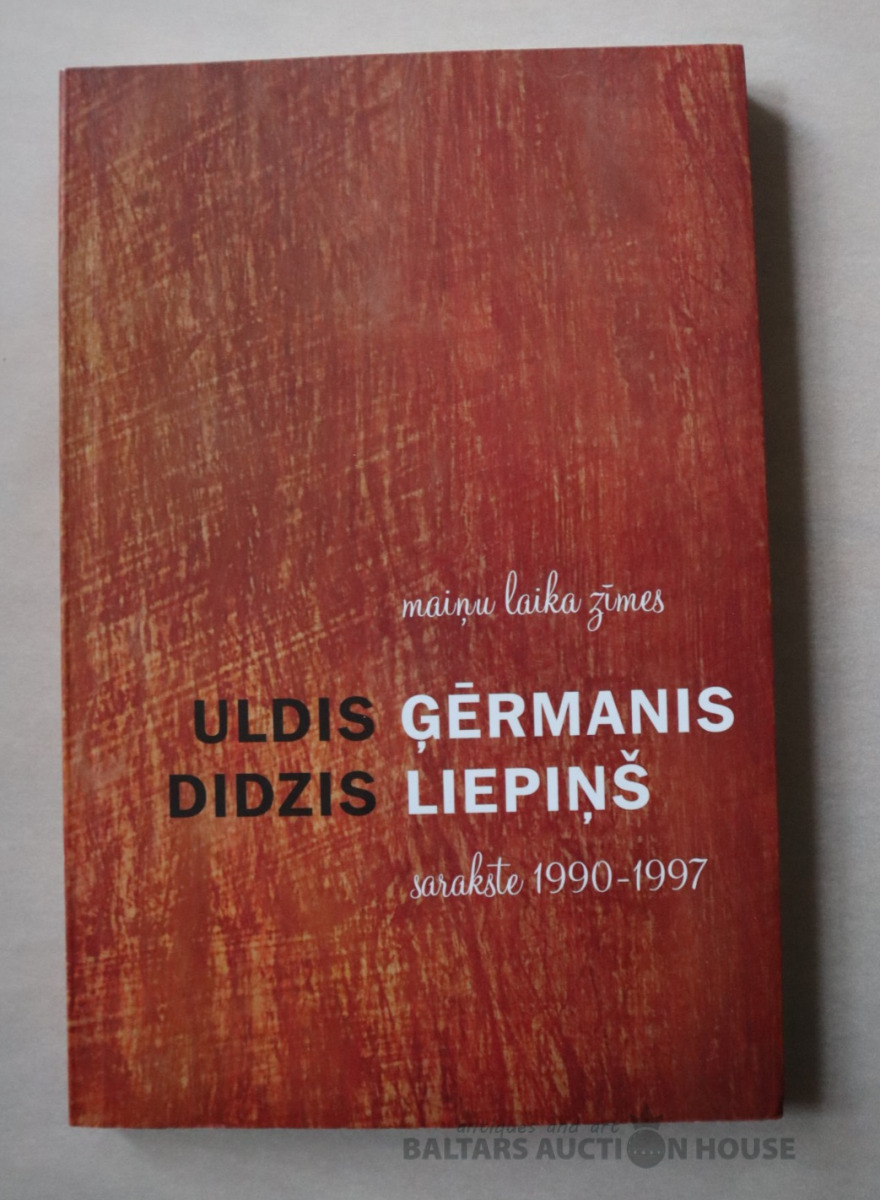 maiņu laika zīmes
ULDIS ĢĒRMANIS
DIDZIS LIEPIŅŠ
sarakste 1990-1997
antiques and art
BALTARS AUCTION HOUSE